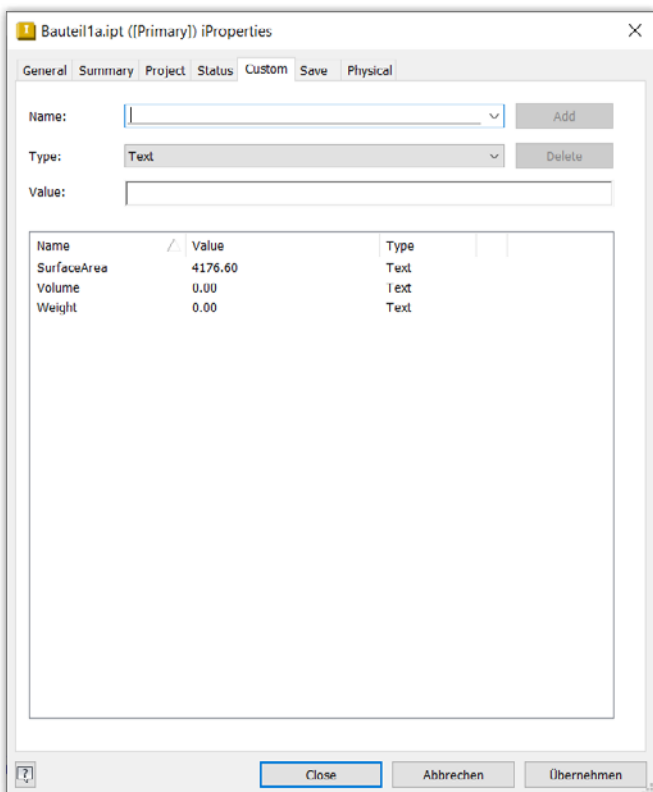 Bauteil1a.ipt ([Primary]) iProperties
General Summary Project Status Custom Save Physical
Name: Add
Type: Text Delete
Value:
Name Value Type
SurfaceArea 4176.60 Text
Volume 0.00 Text
Weight 0.00 Text
Close Abbrechen Übernehmen